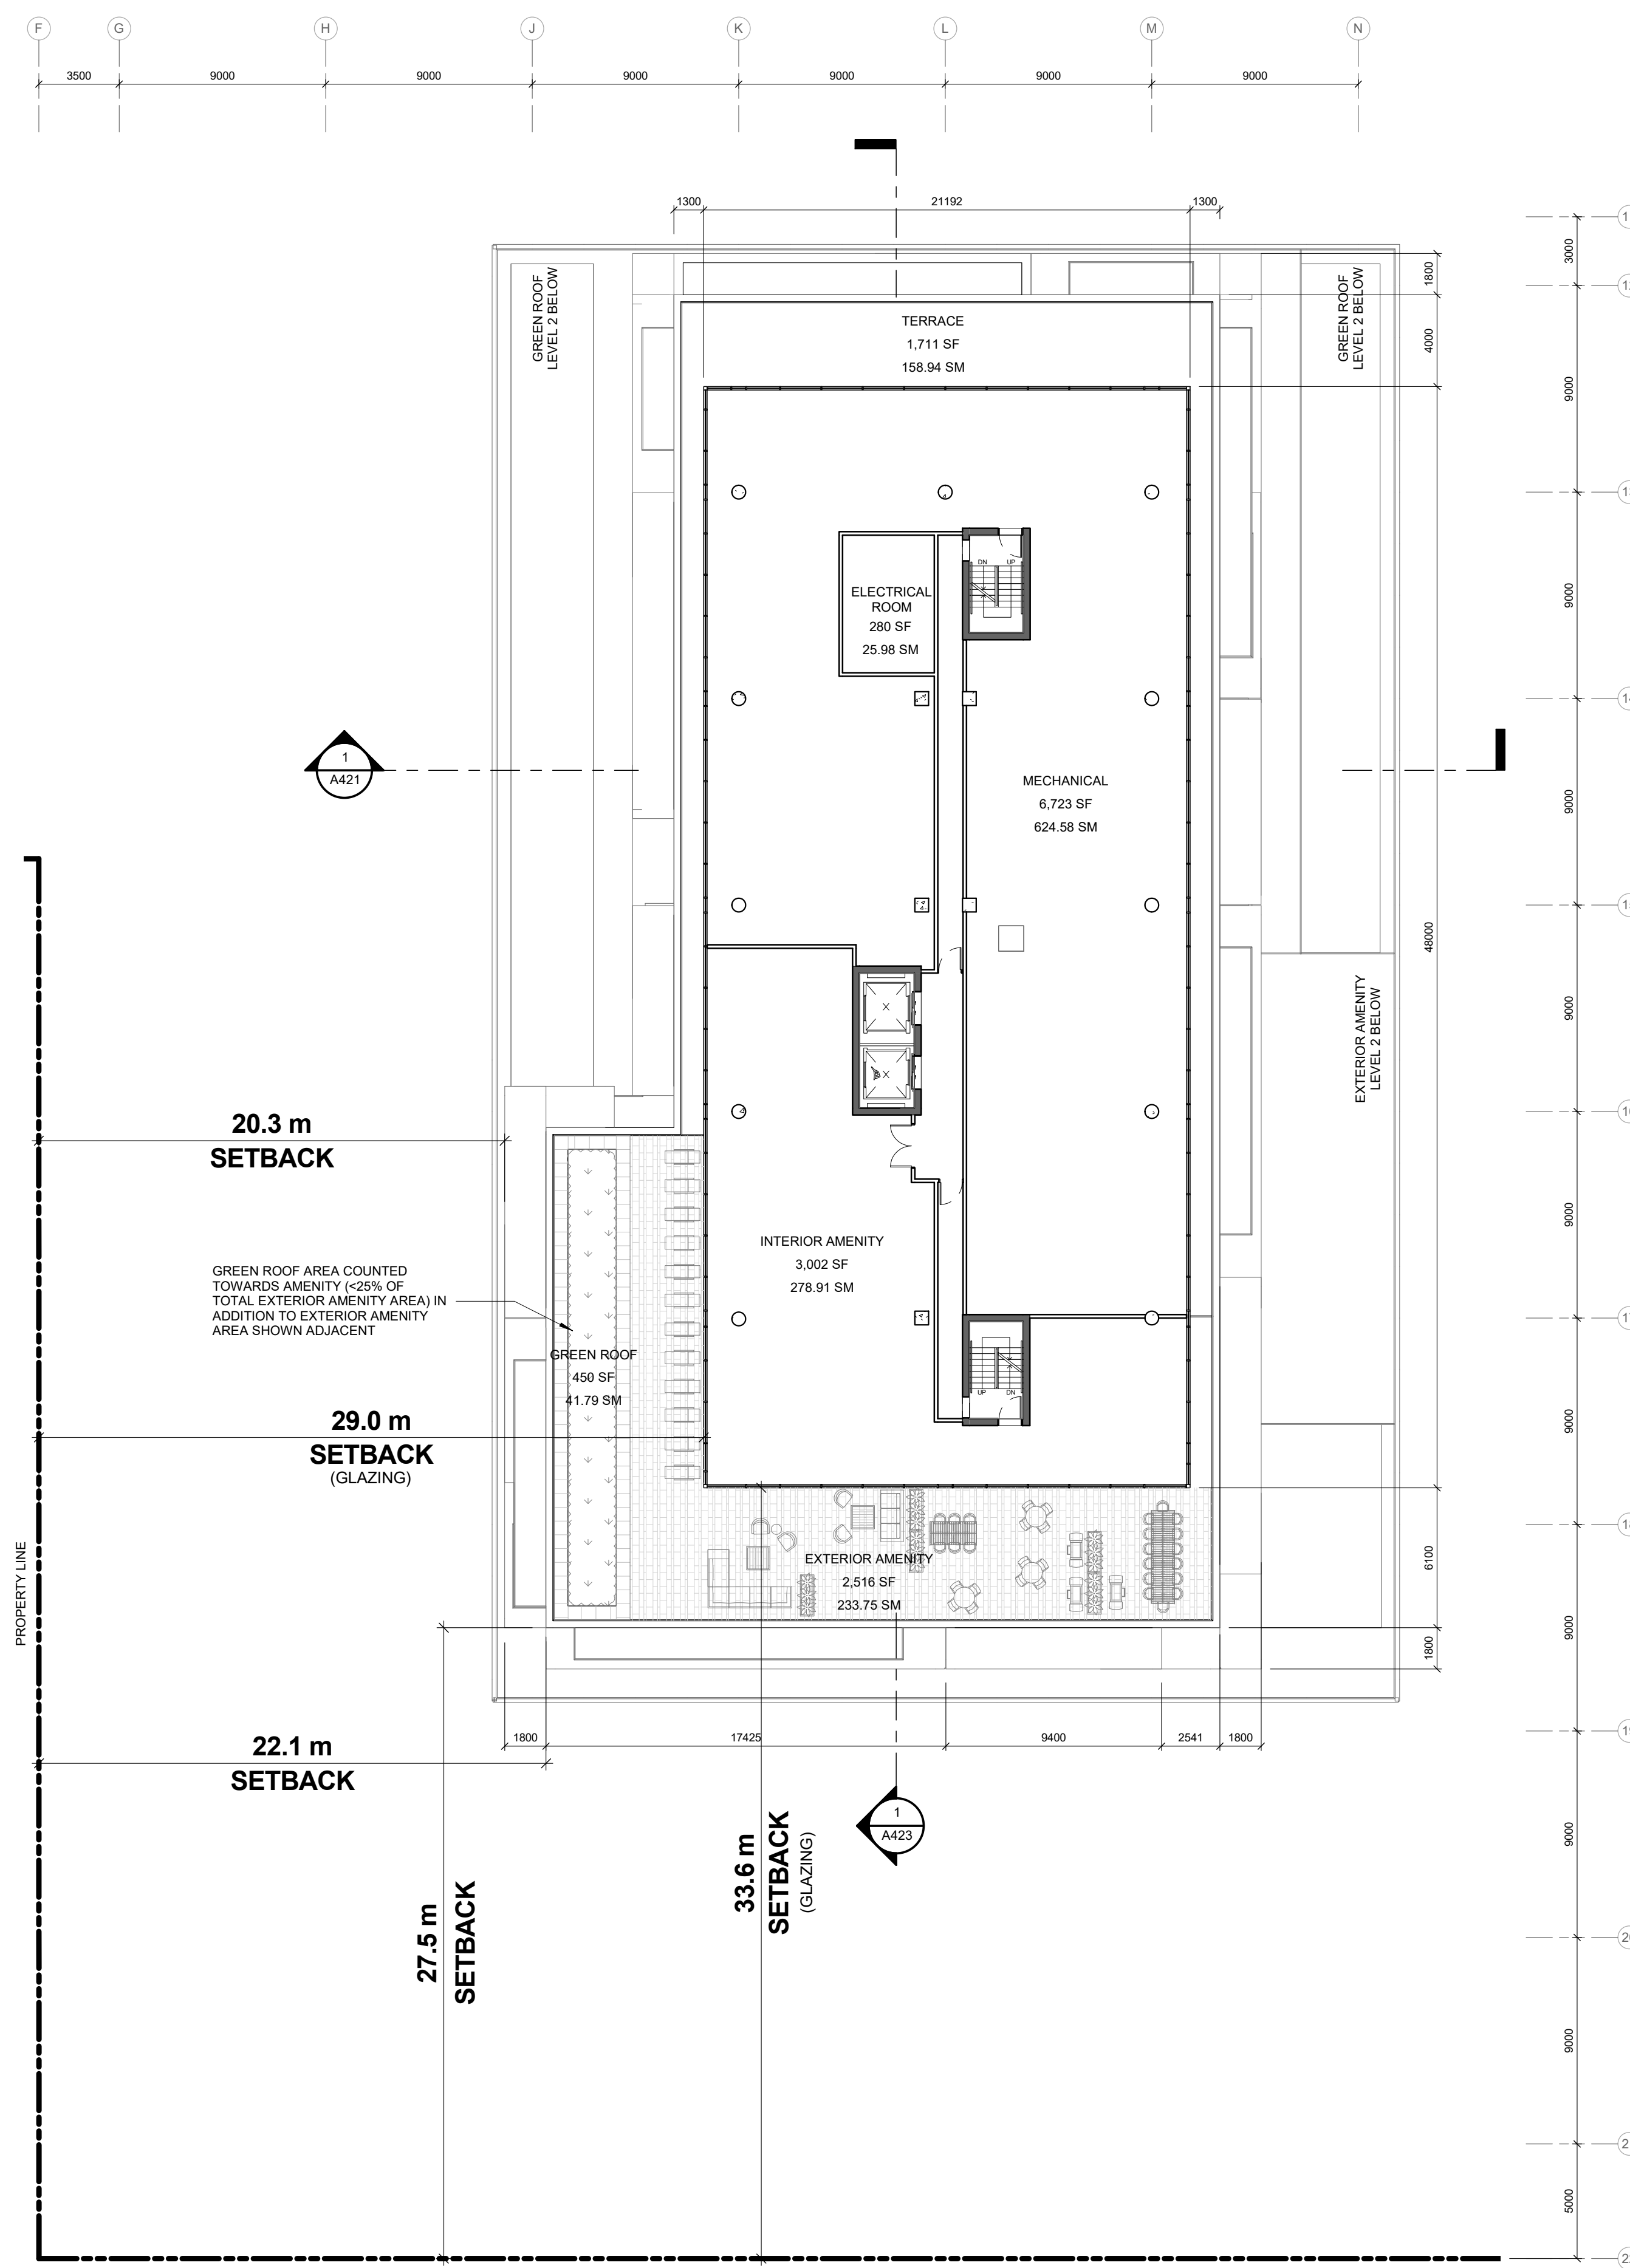 F G H J K L M N
3500 9000 9000 9000 9000 9000 9000
1300 21192 1300
3000
1800
GREEN ROOF
LEVEL 2 BELOW
GREEN ROOF
LEVEL 2 BELOW
TERRACE
1,711 SF
158.94 SM
4000
9000
DN UP
ELECTRICAL
ROOM
280 SF
25.98 SM
9000
1
A421
MECHANICAL
6,723 SF
624.58 SM
9000
48000
9000
EXTERIOR AMENITY
LEVEL 2 BELOW
20.3 m
SETBACK
9000
INTERIOR AMENITY
3,002 SF
278.91 SM
GREEN ROOF AREA COUNTED
TOWARDS AMENITY (<25% OF
TOTAL EXTERIOR AMENITY AREA) IN
ADDITION TO EXTERIOR AMENITY
AREA SHOWN ADJACENT
GREEN ROOF
450 SF
41.79 SM
UP DN
29.0 m
SETBACK
(GLAZING)
9000
EXTERIOR AMENITY
2,516 SF
233.75 SM
6100
PROPERTY LINE
9000
1800
1800 17425 9400 2541 1800
22.1 m
SETBACK
1
A423
33.6 m
SETBACK
(GLAZING)
9000
27.5 m
SETBACK
9000
5000